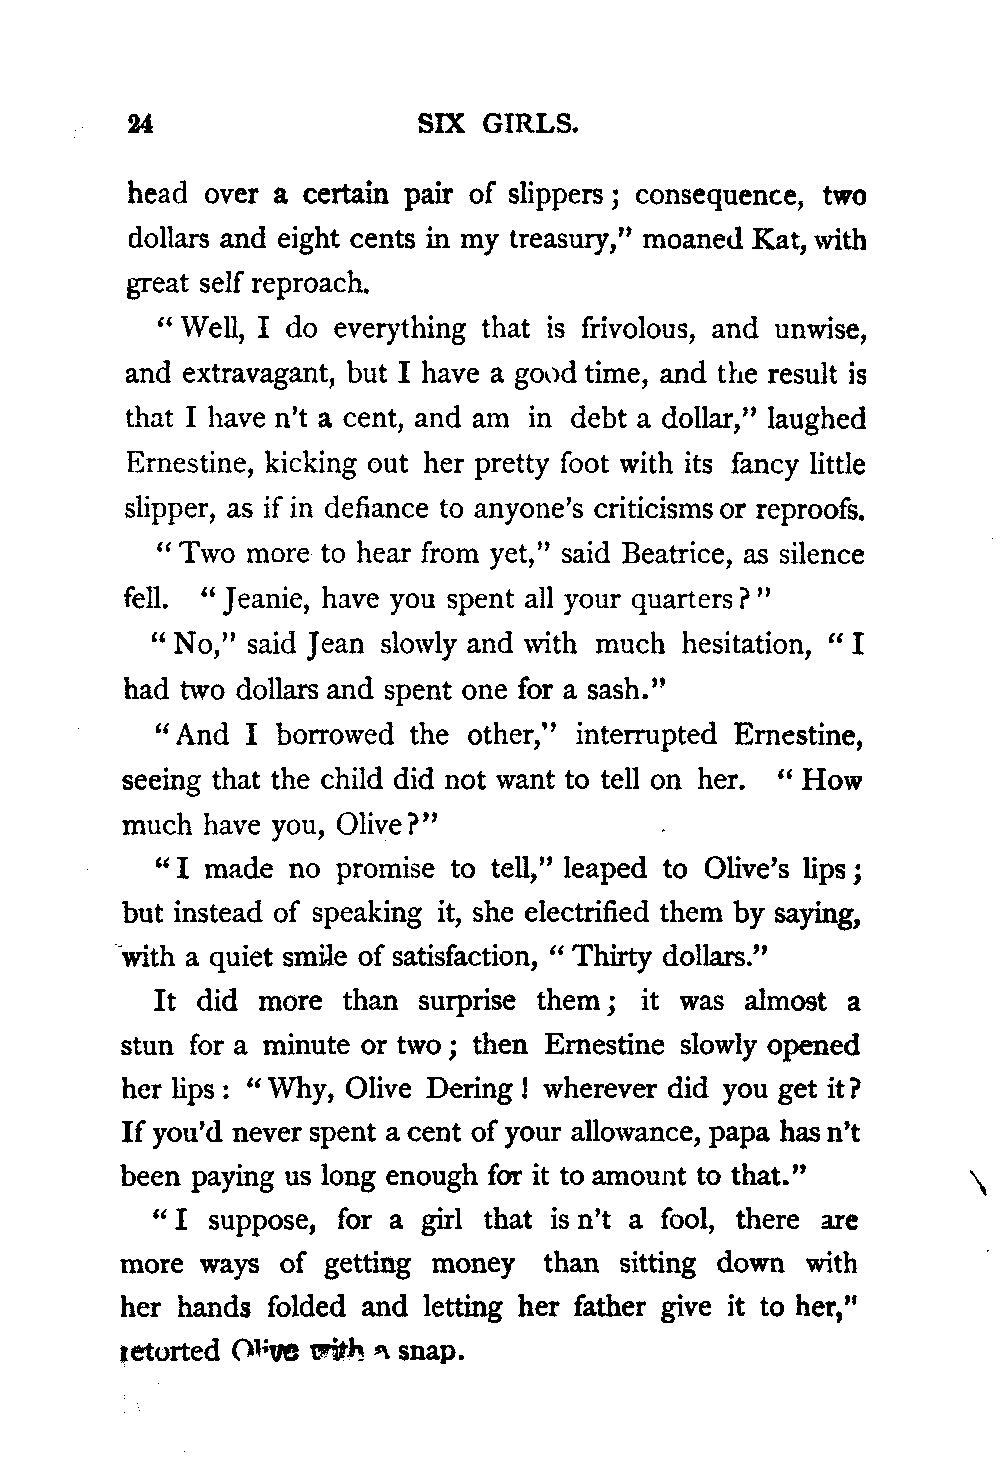 24 SIX GIRLS.
head over a certain pair of slippers; consequence, two
dollars and eight cents in my treasury," moaned Kat, with
great self reproach.
"Well, I do everything that is frivolous, and unwise,
and extravagant, but I have a good time, and the result is
that I have n't a cent, and am in debt a dollar," laughed
Ernestine, kicking out her pretty foot with its fancy little
slipper, as if in defiance to anyone's criticisms or reproofs.
"Two more to hear from yet," said Beatrice, as silence
fell. "Jeanie, have you spent all your quarters?"
"No," said Jean slowly and with much hesitation, "I
had two dollars and spent one for a sash."
"And I borrowed the other," interrupted Ernestine,
seeing that the child did not want to tell on her. "How
much have you, Olive?"
"I made no promise to tell," leaped to Olive's lips;
but instead of speaking it, she electrified them by saying,
with a quiet smile of satisfaction, "Thirty dollars."
It did more than surprise them; it was almost a
stun for a minute or two; then Ernestine slowly opened
her lips: "Why, Olive Dering! wherever did you get it?
If you'd never spent a cent of your allowance, papa has n't
been paying us long enough for it to amount to that."
"I suppose, for a girl that is n't a fool, there are
more ways of getting money than sitting down with
her hands folded and letting her father give it to her,"
retorted Olive with a snap.